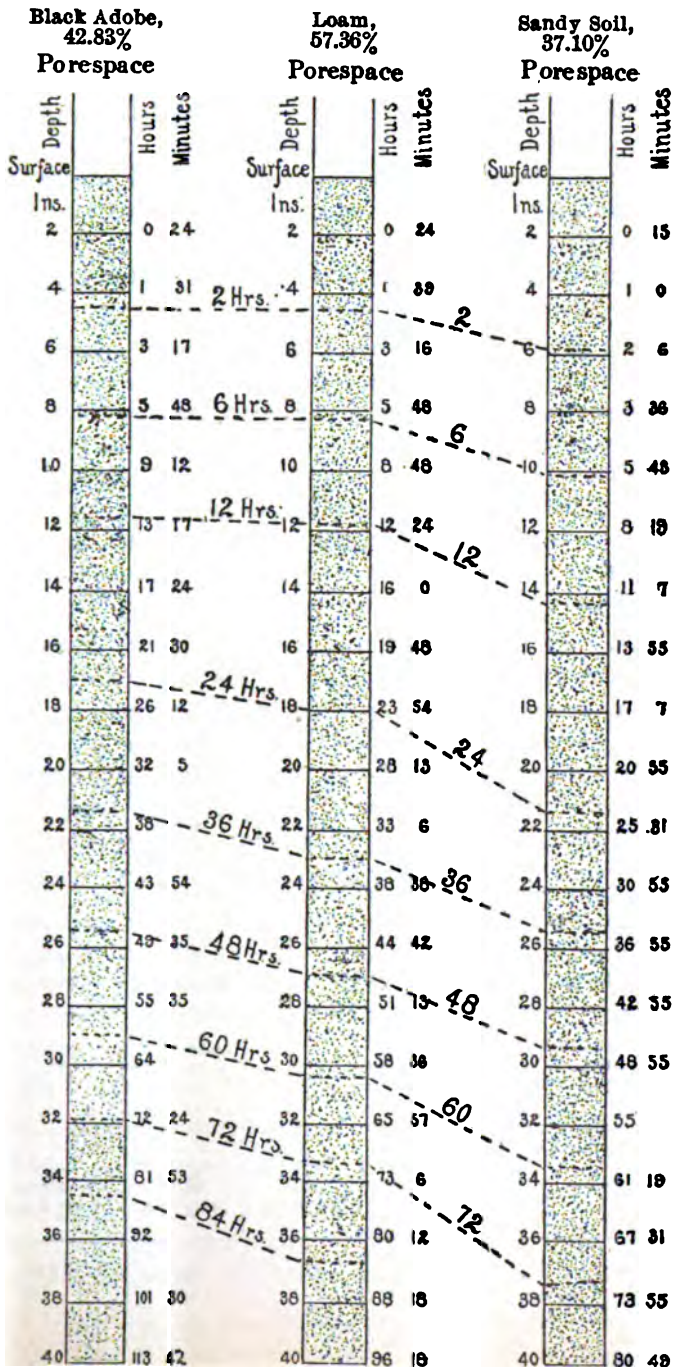 Black Adobe,
42.83%
Porespace
Loam,
57.36%
Porespace
Sandy Soil,
37.10%
Porespace
Depth Hours Minutes Depth Hours Minutes Depth Hours Minutes
Surface Surface Surface
Ins. Ins. Ins.
2 0 24 2 0 24 2 0 15
4 1 31 4 1 39 4 1 0
2 Hrs. 2
6 3 17 6 3 16 6 2 6
8 5 48 6 Hrs. 8 5 48 8 3 36
6
10 9 12 10 8 48 10 5 48
12 Hrs.
12 13 17 12 12 24 12 8 19
12
14 17 24 14 16 0 14 11 7
16 21 30 16 19 48 16 13 55
24 Hrs.
18 26 12 18 23 54 18 17 7
24
20 32 5 20 28 13 20 20 55
22 38 36 Hrs. 22 33 6 22 25 31
24 43 54 24 38 38 36 24 30 55
26 49 35 48 Hrs. 26 44 42 26 36 55
28 55 35 28 51 13 48 28 42 55
30 64 60 Hrs. 30 58 38 30 48 55
60
32 72 24 72 Hrs. 32 65 57 32 55
34 81 53 34 73 6 34 61 19
84 Hrs. 72
36 92 36 80 12 36 67 31
38 101 30 38 88 18 38 73 55
40 113 42 40 96 18 40 80 49